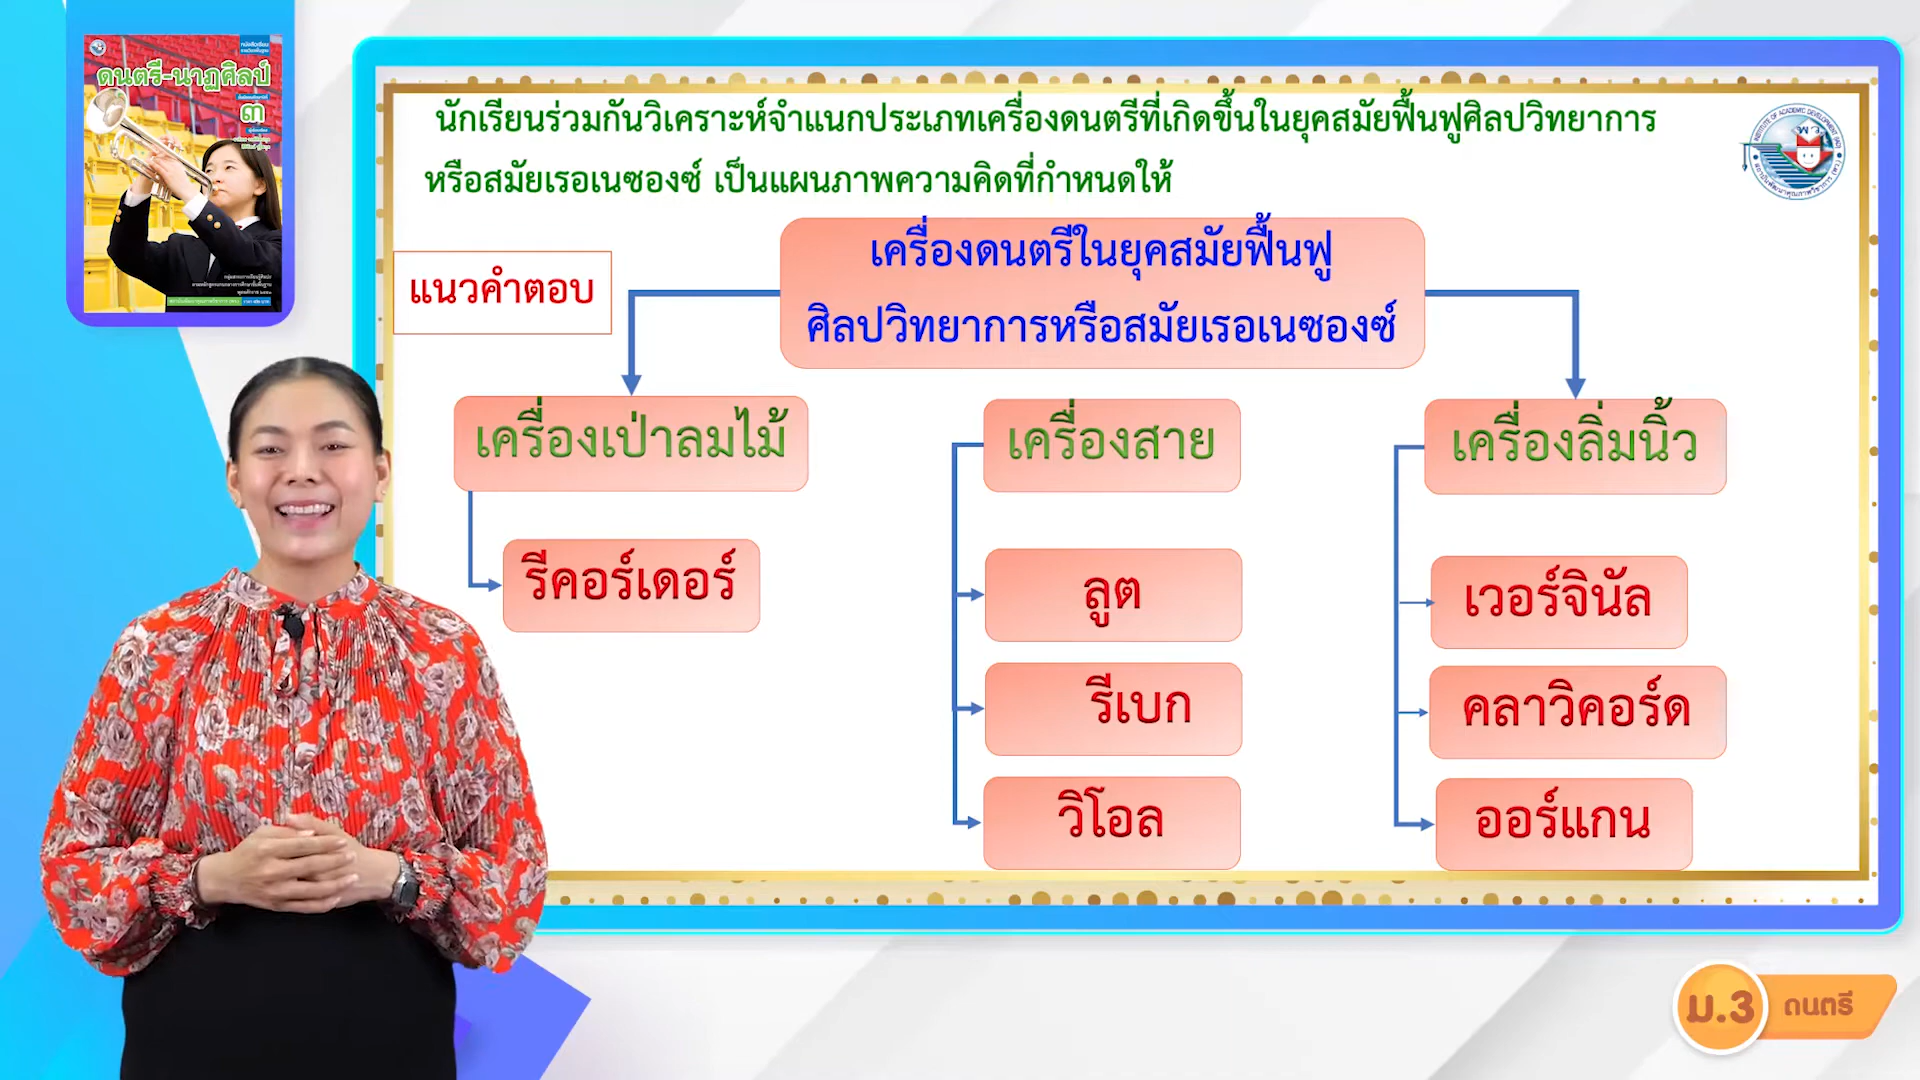 ดนตรี-นาฏศิลป์
๓
นักเรียนร่วมกันวิเคราะห์จำแนกประเภทเครื่องดนตรีที่เกิดขึ้นในยุคสมัยฟื้นฟูศิลปวิทยาการ
หรือสมัยเรอเนซองซ์ เป็นแผนภาพความคิดที่กำหนดให้
แนวคำตอบ
เครื่องดนตรีในยุคสมัยฟื้นฟู
ศิลปวิทยาการหรือสมัยเรอเนซองซ์
เครื่องเป่าลมไม้
เครื่องสาย
เครื่องลิ่มนิ้ว
รีคอร์เดอร์
ลูต
รีเบก
วิโอล
เวอร์จินัล
คลาวิคอร์ด
ออร์แกน
ม.3
ดนตรี